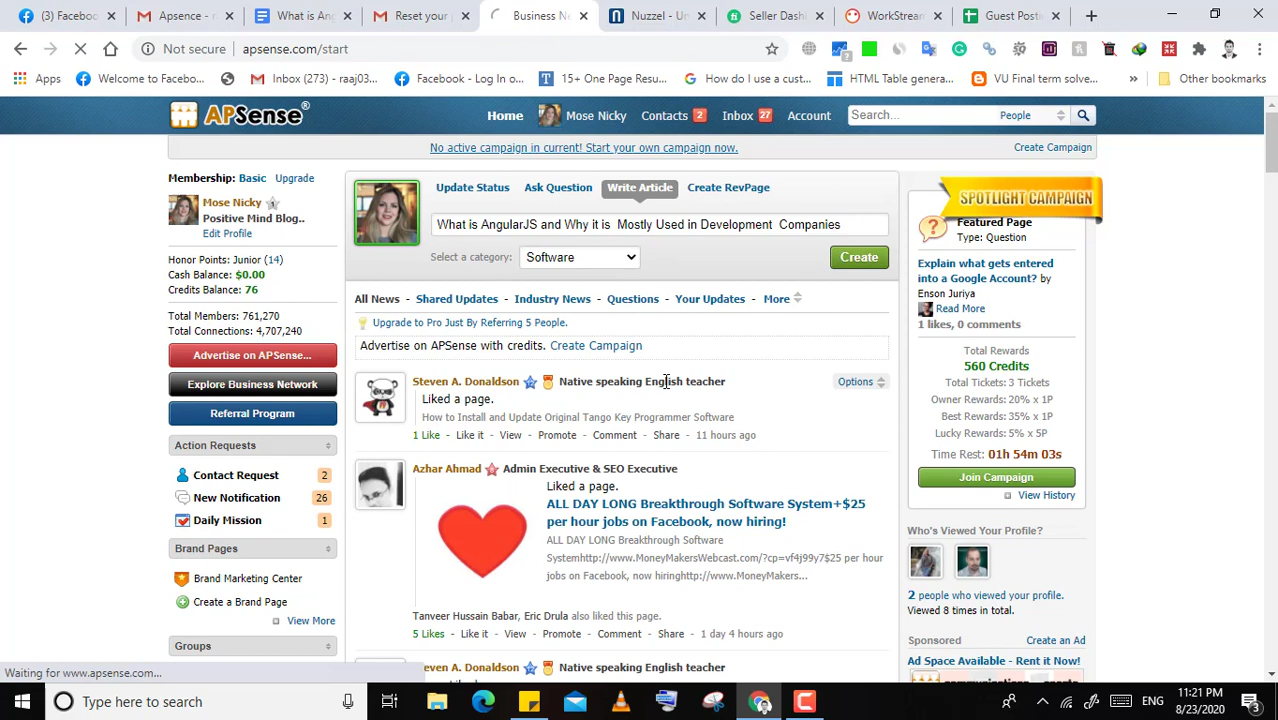 (3) Faceboo
Apsence - r
What is Ang
Reset your p
Business Ne
Nuzzel - Un
Seller Dashi
WorkStream
Guest Postin
Not secure | apsense.com/start
Apps
Welcome to Facebo...
Inbox (273) - raaj03...
Facebook - Log In o...
15+ One Page Resu...
How do I use a cust...
HTML Table genera...
VU Final term solve...
»
Other bookmarks
APSense®
Home
Mose Nicky
Contacts 2
Inbox 27
Account
Search...
People
No active campaign in current! Start your own campaign now.
Create Campaign
Membership: Basic Upgrade
Mose Nicky
Positive Mind Blog..
Edit Profile
Honor Points: Junior (14)
Cash Balance: $0.00
Credits Balance: 76
Total Members: 761,270
Total Connections: 4,707,240
Advertise on APSense...
Explore Business Network
Referral Program
Action Requests
Contact Request 2
New Notification 26
Daily Mission 1
Brand Pages
Brand Marketing Center
Create a Brand Page
View More
Groups
Update Status
Ask Question
Write Article
Create RevPage
What is AngularJS and Why it is Mostly Used in Development Companies
Select a category:
Software
Create
All News - Shared Updates - Industry News - Questions - Your Updates - More
Upgrade to Pro Just By Referring 5 People.
Advertise on APSense with credits. Create Campaign
Steven A. Donaldson Native speaking English teacher
Options
Liked a page.
How to Install and Update Original Tango Key Programmer Software
1 Like - Like it - View - Promote - Comment - Share - 11 hours ago
Azhar Ahmad Admin Executive & SEO Executive
Liked a page.
ALL DAY LONG Breakthrough Software System+$25
per hour jobs on Facebook, now hiring!
ALL DAY LONG Breakthrough Software
Systemhttp://www.MoneyMakersWebcast.com/?cp=vf4j99y7$25 per hour
jobs on Facebook, now hiringhttp://www.MoneyMakers...
Tanveer Hussain Babar, Eric Drula also liked this page.
5 Likes - Like it - View - Promote - Comment - Share - 1 day 4 hours ago
Steven A. Donaldson Native speaking English teacher
SPOTLIGHT CAMPAIGN
Featured Page
Type: Question
Explain what gets entered
into a Google Account? by
Enson Juriya
Read More
1 likes, 0 comments
Total Rewards
560 Credits
Total Tickets: 3 Tickets
Owner Rewards: 20% x 1P
Best Rewards: 35% x 1P
Lucky Rewards: 5% x 5P
Time Rest: 01h 54m 03s
Join Campaign
View History
Who's Viewed Your Profile?
2 people who viewed your profile.
Viewed 8 times in total.
Sponsored
Create an Ad
Ad Space Available - Rent it Now!
Waiting for www.apsense.com...
Type here to search
ENG
11:21 PM
8/23/2020
3